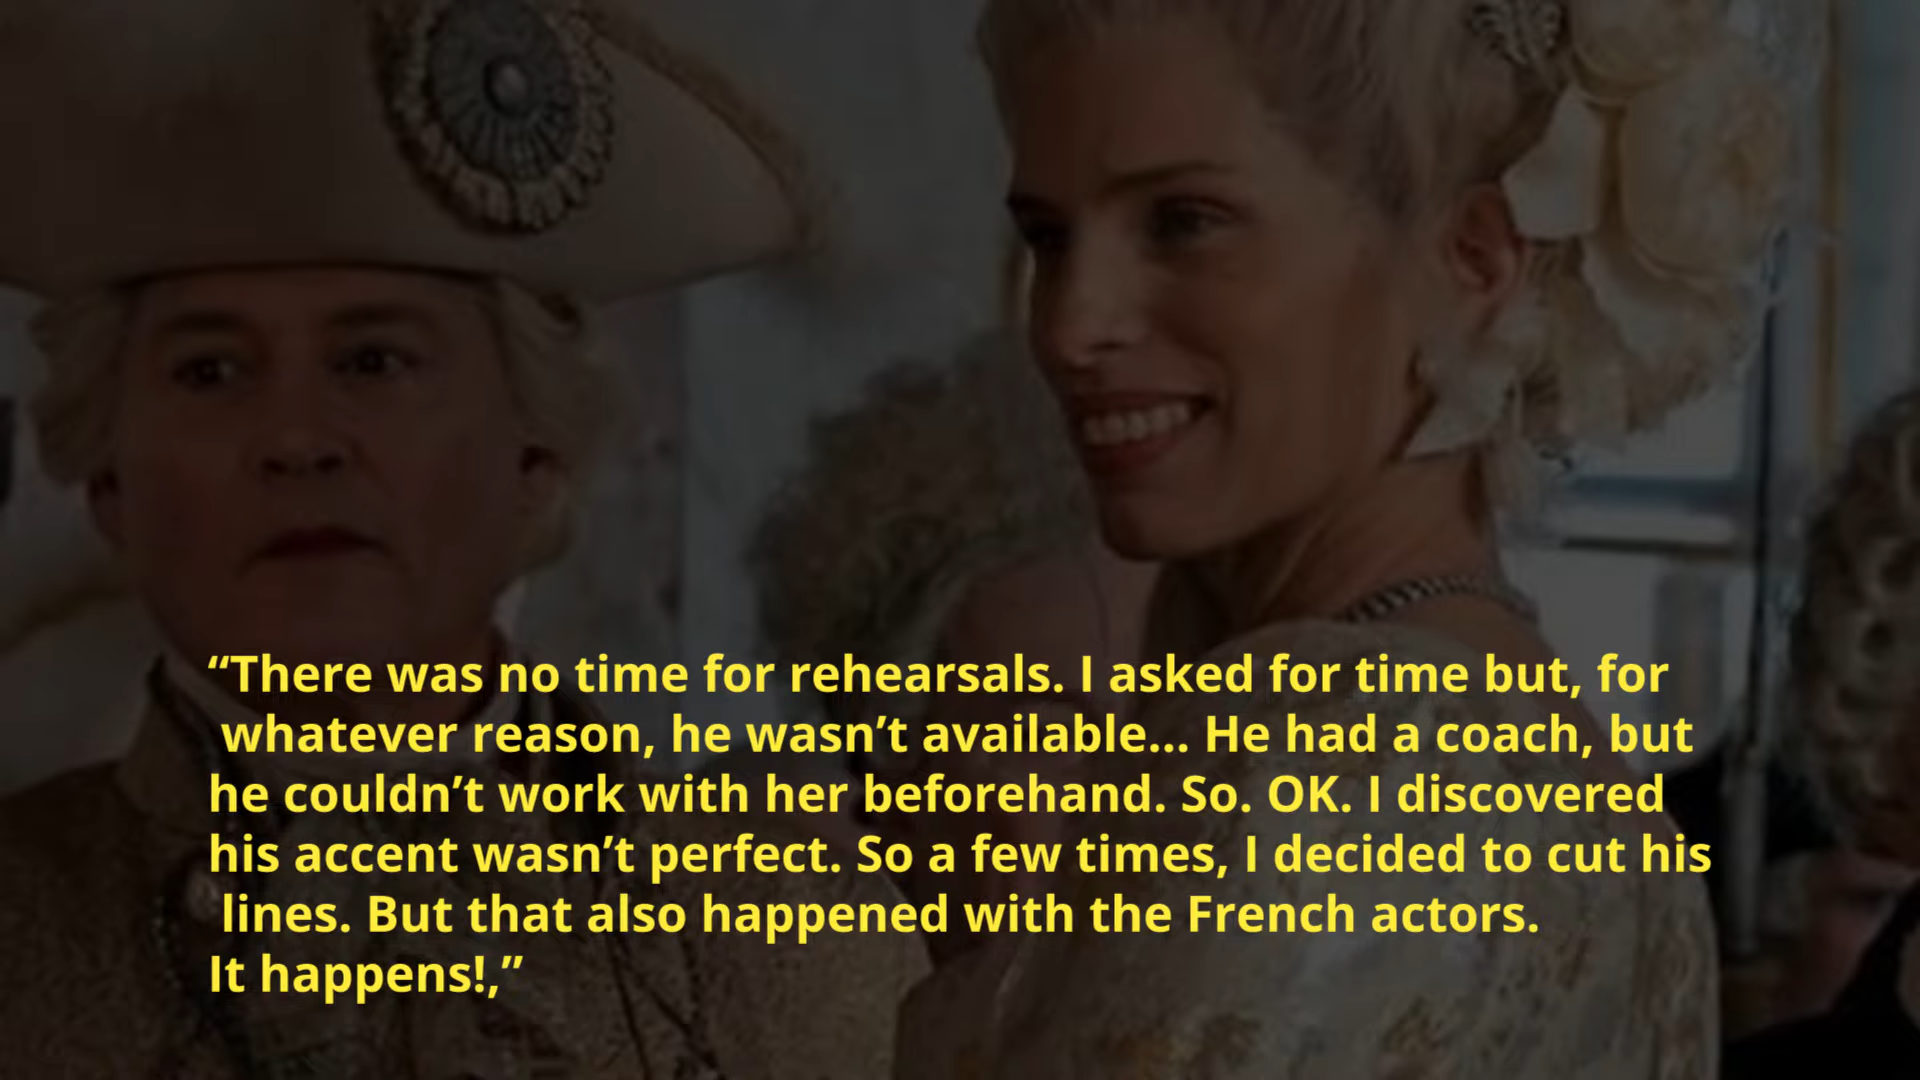 “There was no time for rehearsals. I asked for time but, for
whatever reason, he wasn’t available... He had a coach, but
he couldn’t work with her beforehand. So. OK. I discovered
his accent wasn’t perfect. So a few times, I decided to cut his
lines. But that also happened with the French actors.
It happens!,”